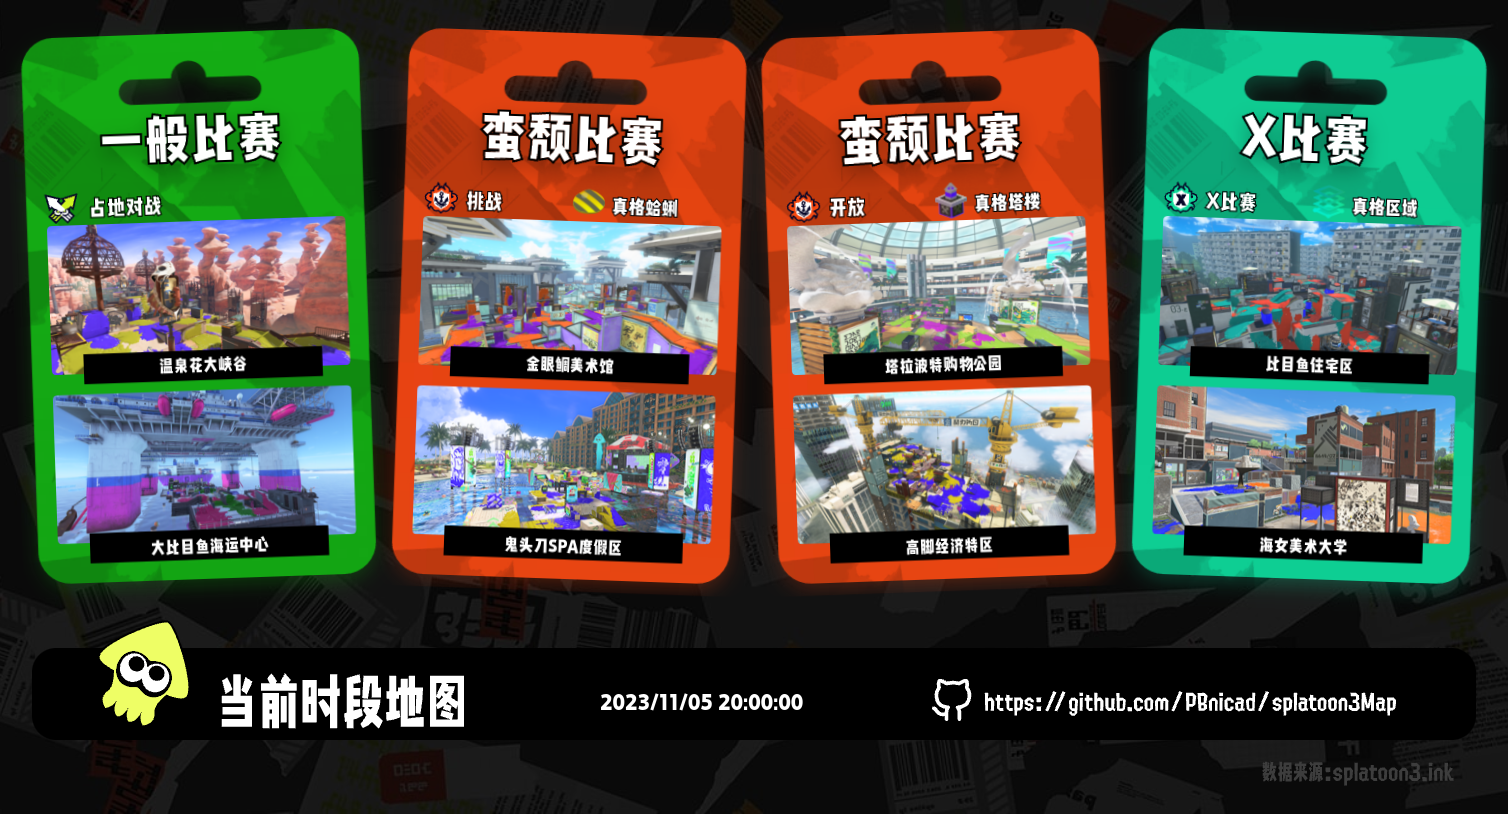 一般比赛
占地对战
温泉花大峡谷
大比目鱼海运中心
蛮颓比赛
挑战
真格蛤蜊
金眼鲷美术馆
鬼头刀SPA度假区
蛮颓比赛
开放
真格塔楼
塔拉波特购物公园
高脚经济特区
X比赛
X比赛
真格区域
比目鱼住宅区
海女美术大学
当前时段地图
2023/11/05 20:00:00
https://github.com/PBnicad/splatoon3Map
数据来源:splatoon3.ink